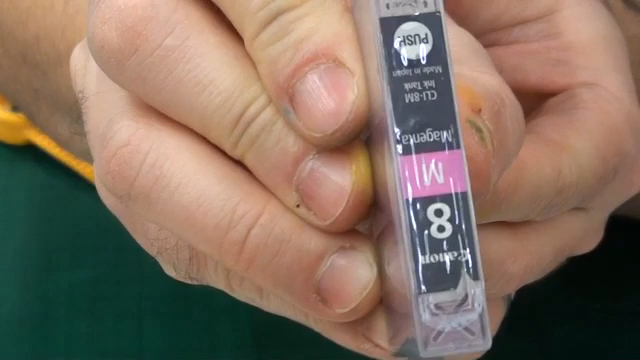 Canon
8
M
Magenta
CLI-8M
Ink Tank
Made in Japan
PUSH